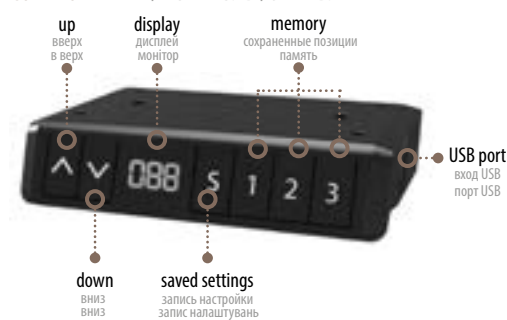 up
вверх
в верх
display
дисплей
монітор
memory
сохраненные позиции
память
088
S
1
2
3
USB port
вход USB
порт USB
down
вниз
вниз
saved settings
запись настройки
запис налаштувань